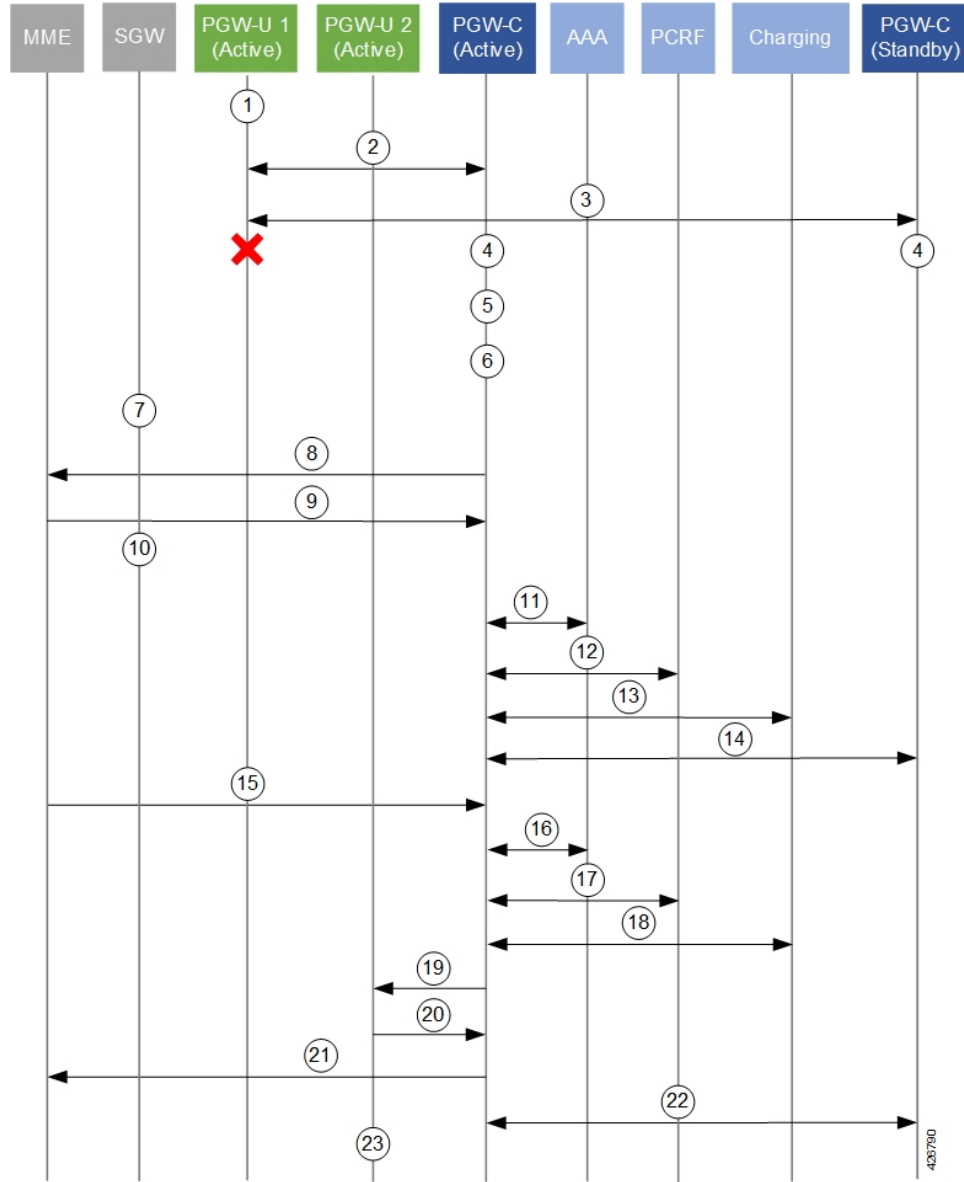 MME
SGW
PGW-U 1
(Active)
PGW-U 2
(Active)
PGW-C
(Active)
AAA
PCRF
Charging
PGW-C
(Standby)
1
2
3
4
4
5
6
7
8
9
10
11
12
13
14
15
16
17
18
19
20
21
22
23
426790